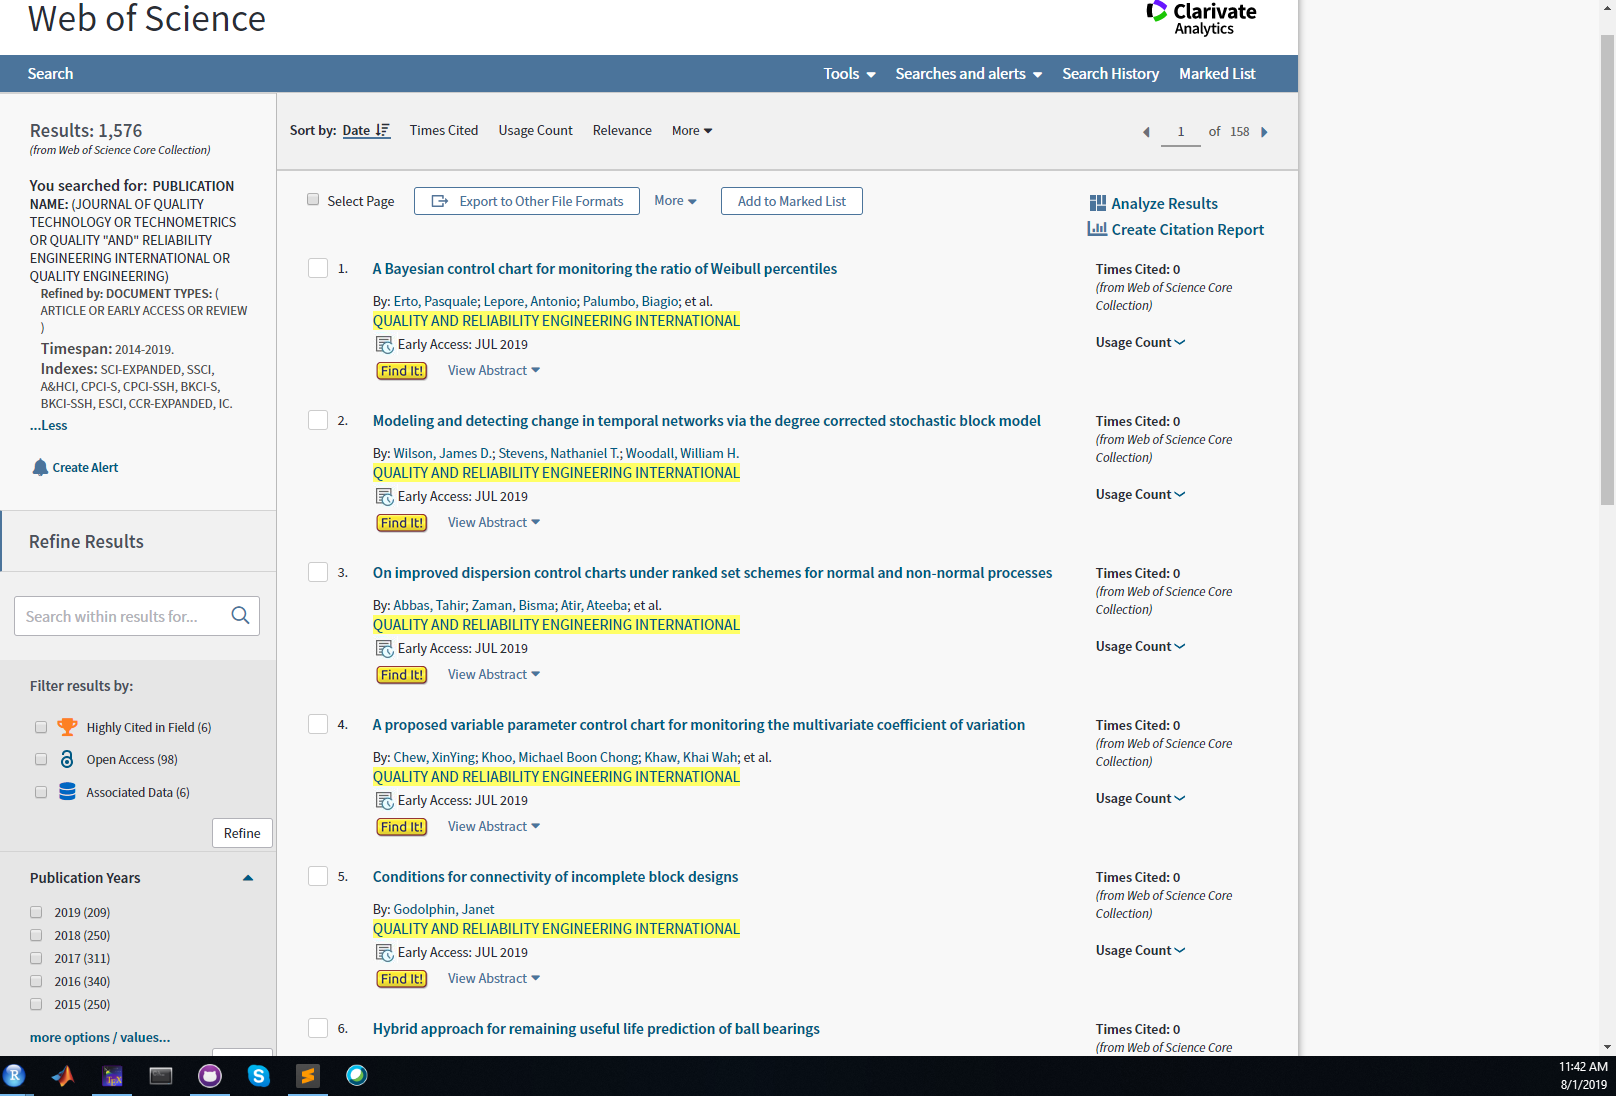 Web of Science
Clarivate
Analytics
Search
Tools
Searches and alerts
Search History
Marked List
Results: 1,576
(from Web of Science Core Collection)
You searched for: PUBLICATION
NAME: (JOURNAL OF QUALITY
TECHNOLOGY OR TECHNOMETRICS
OR QUALITY "AND" RELIABILITY
ENGINEERING INTERNATIONAL OR
QUALITY ENGINEERING)
Refined by: DOCUMENT TYPES: (
ARTICLE OR EARLY ACCESS OR REVIEW
)
Timespan: 2014-2019.
Indexes: SCI-EXPANDED, SSCI,
A&HCI, CPCI-S, CPCI-SSH, BKCI-S,
BKCI-SSH, ESCI, CCR-EXPANDED, IC.
...Less
Create Alert
Refine Results
Search within results for...
Filter results by:
Highly Cited in Field (6)
Open Access (98)
Associated Data (6)
Refine
Publication Years
2019 (209)
2018 (250)
2017 (311)
2016 (340)
2015 (250)
more options / values...
Sort by: Date Times Cited Usage Count Relevance More
1 of 158
Select Page
Export to Other File Formats
More
Add to Marked List
Analyze Results
Create Citation Report
1. A Bayesian control chart for monitoring the ratio of Weibull percentiles
By: Erto, Pasquale; Lepore, Antonio; Palumbo, Biagio; et al.
QUALITY AND RELIABILITY ENGINEERING INTERNATIONAL
Early Access: JUL 2019
Find It! View Abstract
Times Cited: 0
(from Web of Science Core
Collection)
Usage Count
2. Modeling and detecting change in temporal networks via the degree corrected stochastic block model
By: Wilson, James D.; Stevens, Nathaniel T.; Woodall, William H.
QUALITY AND RELIABILITY ENGINEERING INTERNATIONAL
Early Access: JUL 2019
Find It! View Abstract
Times Cited: 0
(from Web of Science Core
Collection)
Usage Count
3. On improved dispersion control charts under ranked set schemes for normal and non-normal processes
By: Abbas, Tahir; Zaman, Bisma; Atir, Ateeba; et al.
QUALITY AND RELIABILITY ENGINEERING INTERNATIONAL
Early Access: JUL 2019
Find It! View Abstract
Times Cited: 0
(from Web of Science Core
Collection)
Usage Count
4. A proposed variable parameter control chart for monitoring the multivariate coefficient of variation
By: Chew, XinYing; Khoo, Michael Boon Chong; Khaw, Khai Wah; et al.
QUALITY AND RELIABILITY ENGINEERING INTERNATIONAL
Early Access: JUL 2019
Find It! View Abstract
Times Cited: 0
(from Web of Science Core
Collection)
Usage Count
5. Conditions for connectivity of incomplete block designs
By: Godolphin, Janet
QUALITY AND RELIABILITY ENGINEERING INTERNATIONAL
Early Access: JUL 2019
Find It! View Abstract
Times Cited: 0
(from Web of Science Core
Collection)
Usage Count
6. Hybrid approach for remaining useful life prediction of ball bearings
Times Cited: 0
(from Web of Science Core
R
TeX
S
11:42 AM
8/1/2019